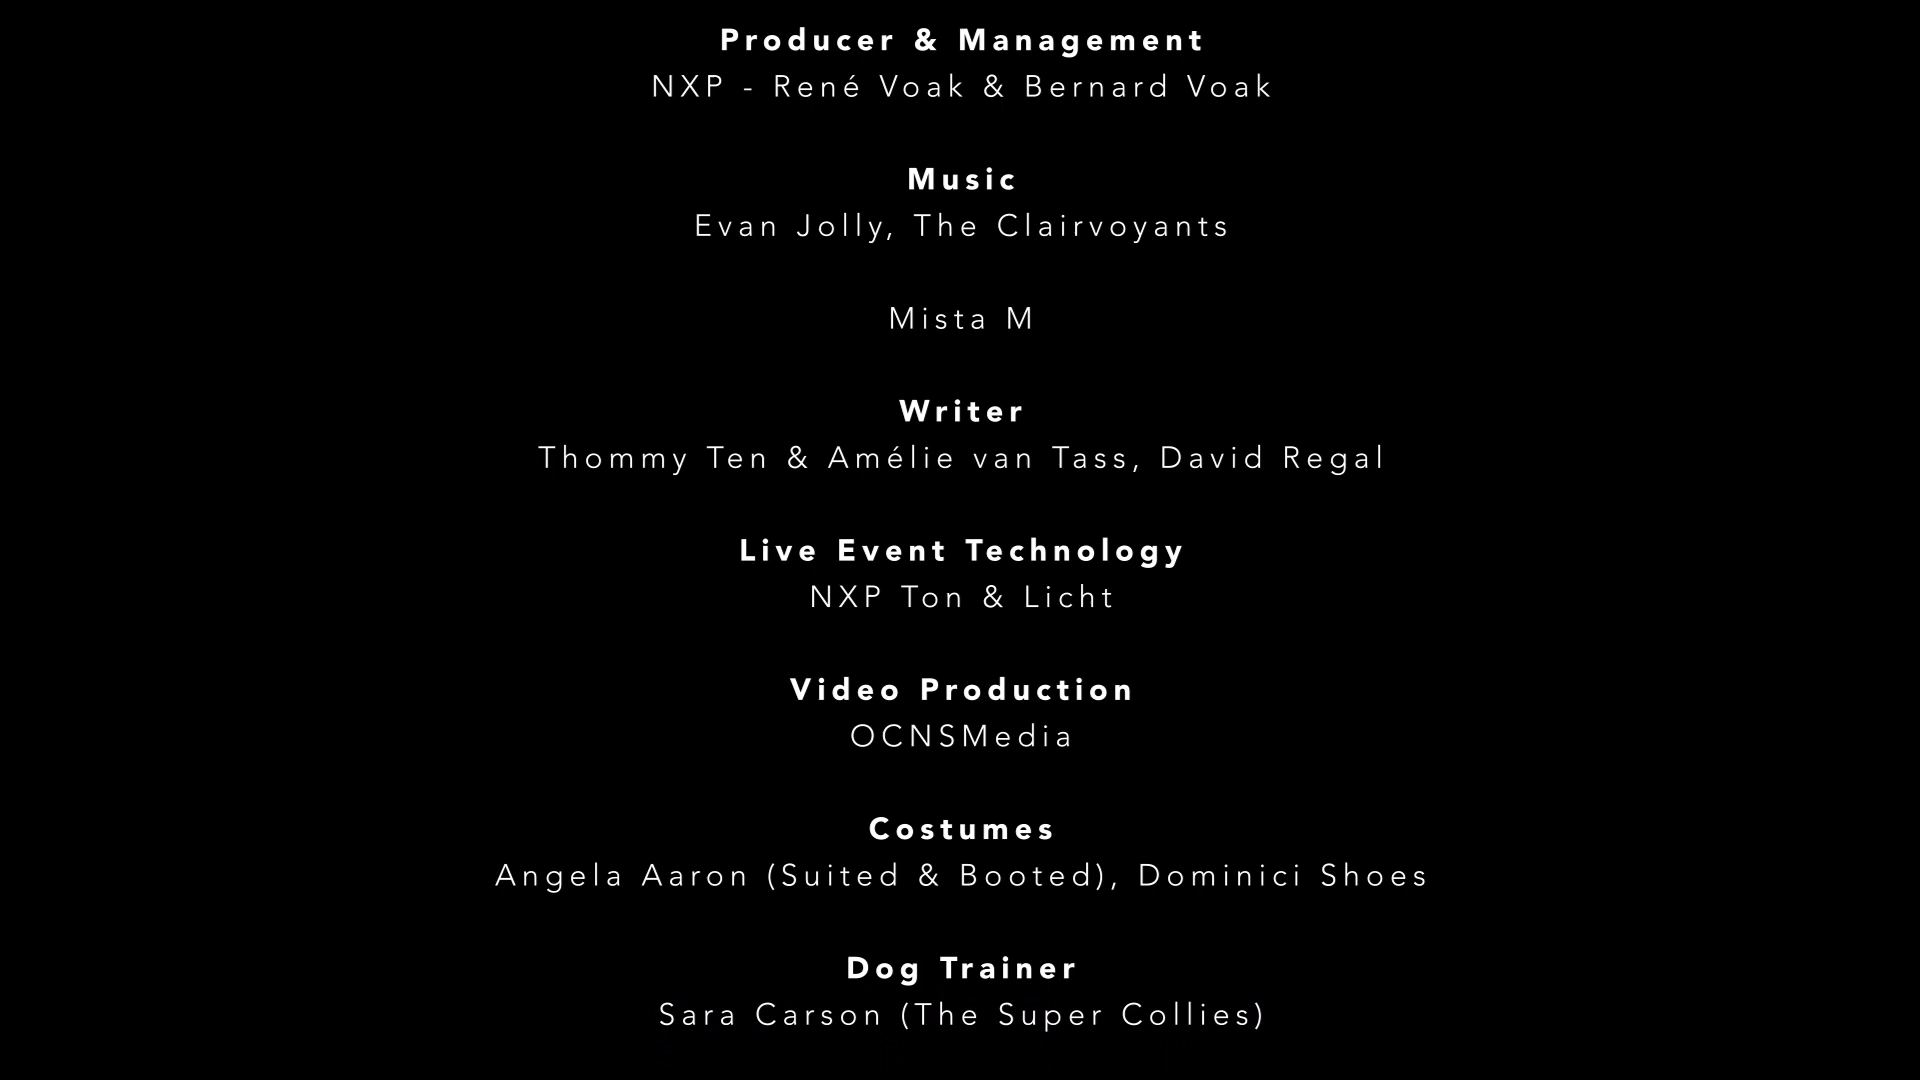 Producer & Management
NXP - René Voak & Bernard Voak
Music
Evan Jolly, The Clairvoyants
Mista M
Writer
Thommy Ten & Amélie van Tass, David Regal
Live Event Technology
NXP Ton & Licht
Video Production
OCNSMedia
Costumes
Angela Aaron (Suited & Booted), Dominici Shoes
Dog Trainer
Sara Carson (The Super Collies)